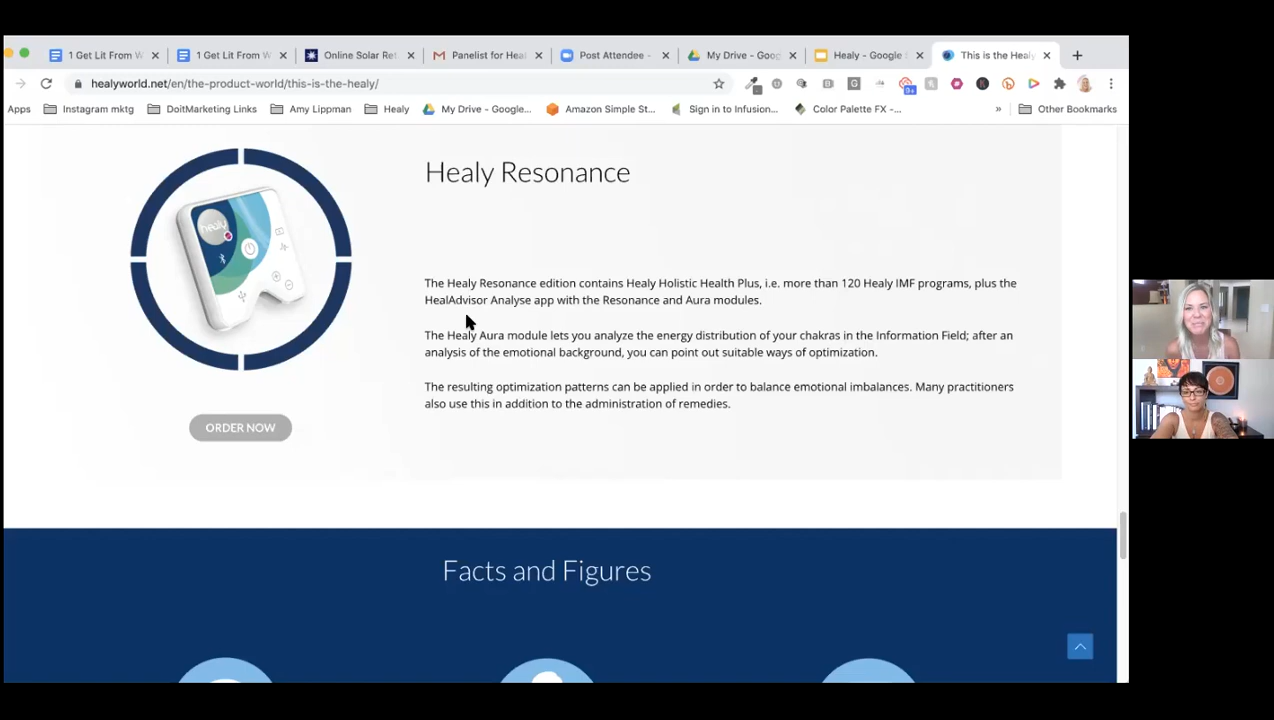 1 Get Lit From W
1 Get Lit From W
Online Solar Ret
Panelist for Heal
Post Attendee -
My Drive - Goog
Healy - Google S
This is the Healy
healyworld.net/en/the-product-world/this-is-the-healy/
Apps
Instagram mktg
DoitMarketing Links
Amy Lippman
Healy
My Drive - Google...
Amazon Simple St...
Sign in to Infusion...
Color Palette FX -...
»
Other Bookmarks
healy
Healy Resonance
The Healy Resonance edition contains Healy Holistic Health Plus, i.e. more than 120 Healy IMF programs, plus the
HealAdvisor Analyse app with the Resonance and Aura modules.
The Healy Aura module lets you analyze the energy distribution of your chakras in the Information Field; after an
analysis of the emotional background, you can point out suitable ways of optimization.
The resulting optimization patterns can be applied in order to balance emotional imbalances. Many practitioners
also use this in addition to the administration of remedies.
ORDER NOW
Facts and Figures